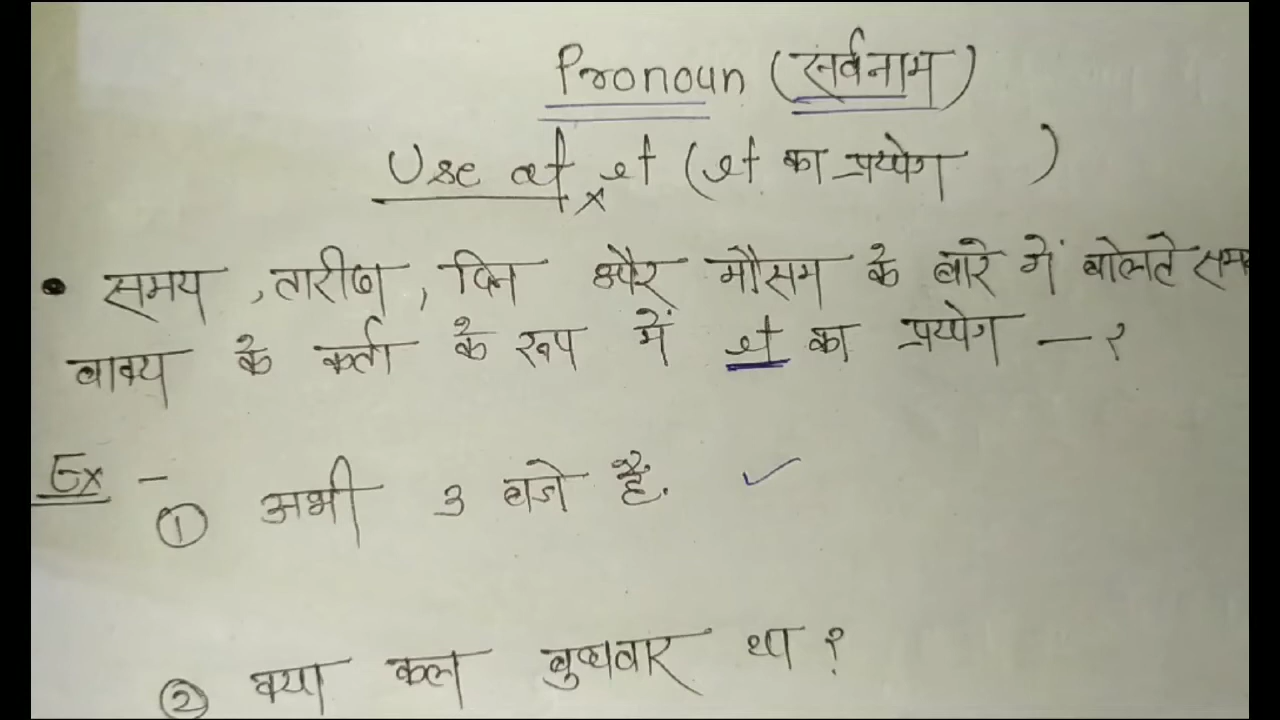 Pronoun (सर्वनाम)
Use of it (it का प्रयोग )
• समय , तारीख , दिन और मौसम के बारे में बोलते सम
वाक्य के कर्ता के रूप में it का प्रयोग – ?
Ex –
① अभी 3 बजे हैं.
② क्या कल बुधवार था ?